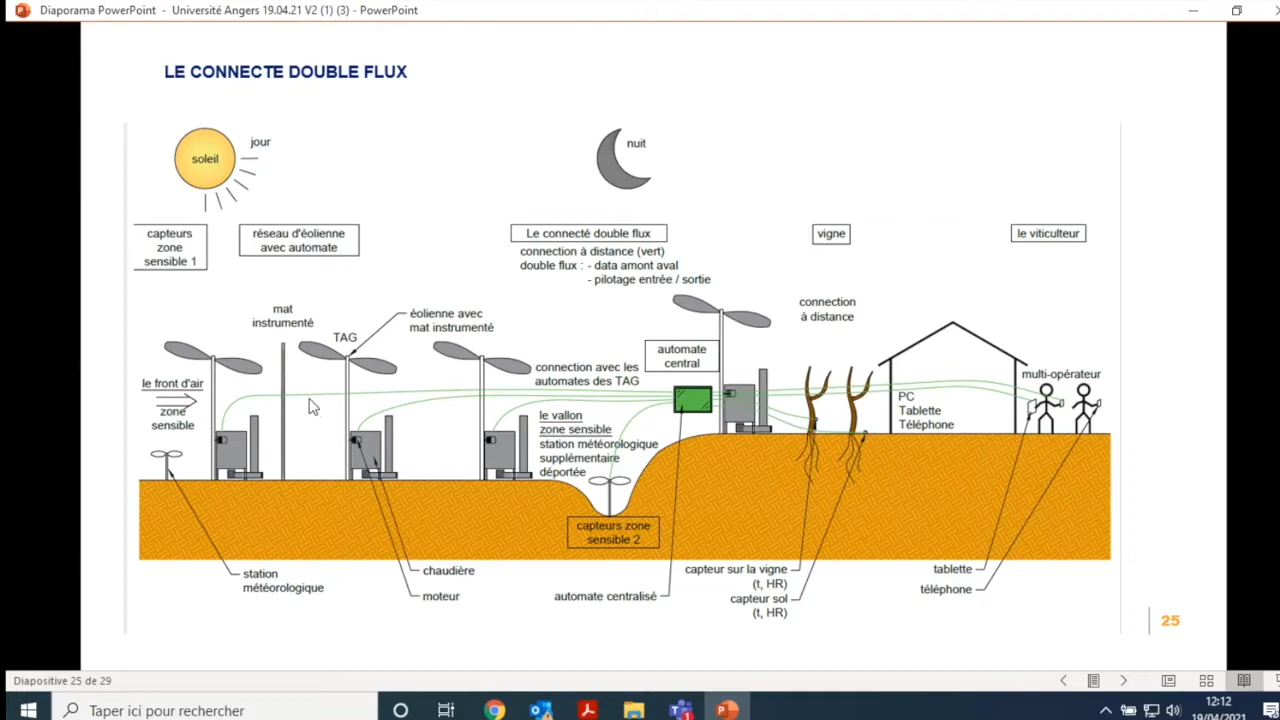 Diaporama PowerPoint - Université Angers 19.04.21 V2 (1) (3) - PowerPoint
LE CONNECTE DOUBLE FLUX
soleil
jour
nuit
capteurs
zone
sensible 1
réseau d'éolienne
avec automate
Le connecté double flux
connection à distance (vert)
double flux : - data amont aval
- pilotage entrée / sortie
vigne
le viticulteur
mat
instrumenté
TAG
éolienne avec
mat instrumenté
connection
à distance
automate
central
connection avec les
automates des TAG
multi-opérateur
le front d'air
zone
sensible
PC
Tablette
Téléphone
le vallon
zone sensible
station météorologique
supplémentaire
déportée
capteurs zone
sensible 2
station
météorologique
chaudière
moteur
automate centralisé
capteur sur la vigne
(t, HR)
capteur sol
(t, HR)
tablette
téléphone
25
Diapositive 25 de 29
Taper ici pour rechercher
12:12
19/04/2021